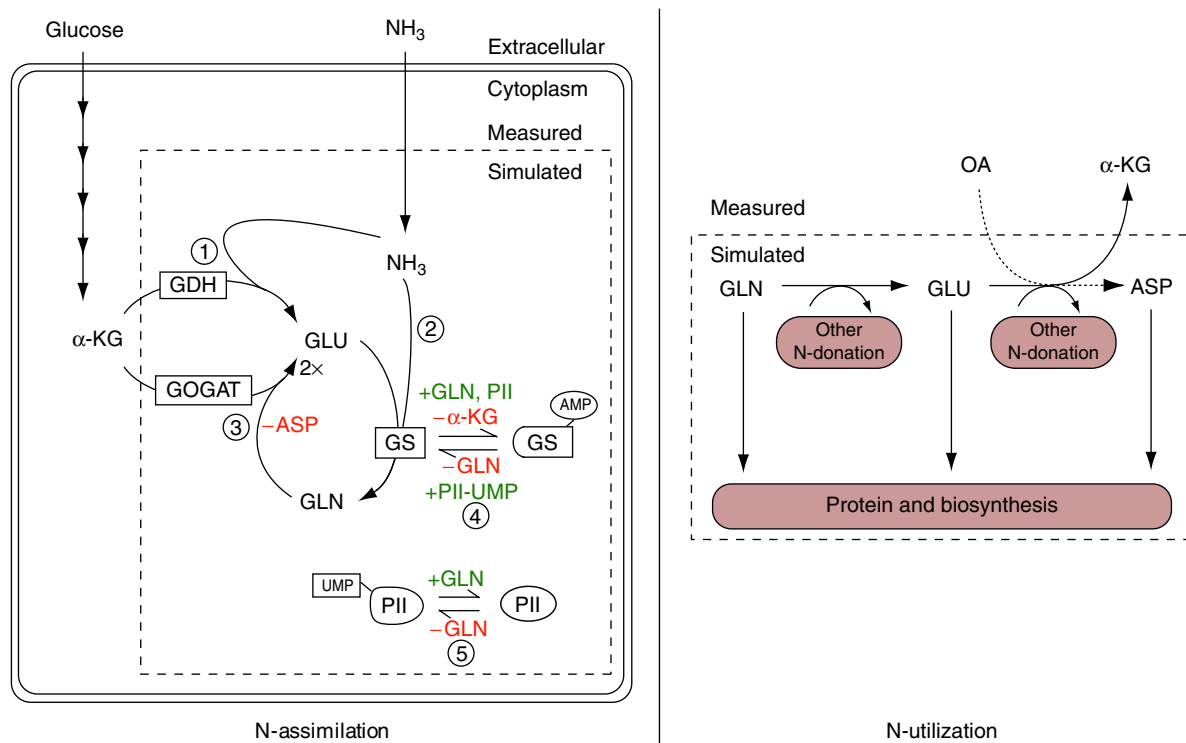 Glucose
NH3
Extracellular
Cytoplasm
Measured
Simulated
1
NH3
GDH
2
α-KG
GLU
2×
GOGAT
+GLN, PII
AMP
3
−ASP
−α-KG
GS
GS
−GLN
GLN
+PII-UMP
4
UMP
+GLN
PII
PII
−GLN
5
N-assimilation
OA
α-KG
Measured
Simulated
GLN
GLU
ASP
Other
N-donation
Other
N-donation
Protein and biosynthesis
N-utilization